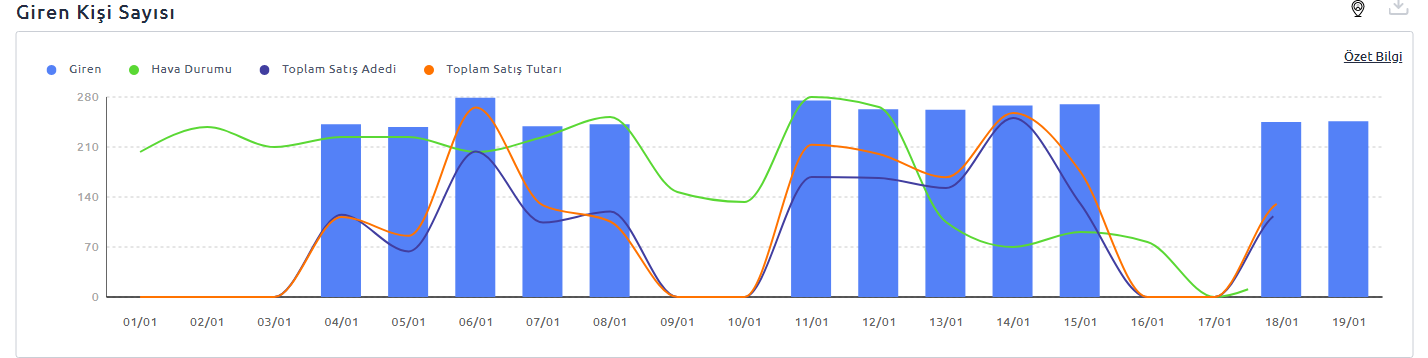 Giren Kişi Sayısı
Özet Bilgi
Giren Hava Durumu Toplam Satış Adedi Toplam Satış Tutarı
280
210
140
70
0
01/01 02/01 03/01 04/01 05/01 06/01 07/01 08/01 09/01 10/01 11/01 12/01 13/01 14/01 15/01 16/01 17/01 18/01 19/01